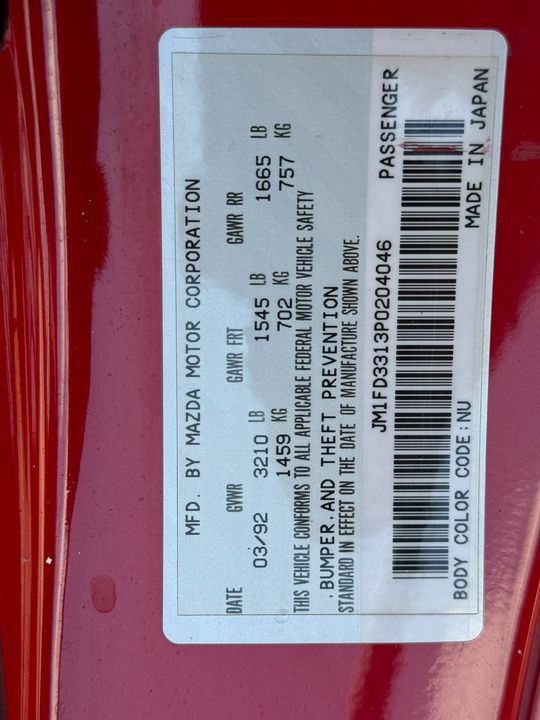 MFD. BY MAZDA MOTOR CORPORATION
DATE GVWR GAWR FRT GAWR RR
03/92 3210 LB 1545 LB 1665 LB
1459 KG 702 KG 757 KG
THIS VEHICLE CONFORMS TO ALL APPLICABLE FEDERAL MOTOR VEHICLE SAFETY
, BUMPER, AND THEFT PREVENTION
STANDARD IN EFFECT ON THE DATE OF MANUFACTURE SHOWN ABOVE.
JM1FD3313P0204046 PASSENGER
BODY COLOR CODE:NU MADE IN JAPAN